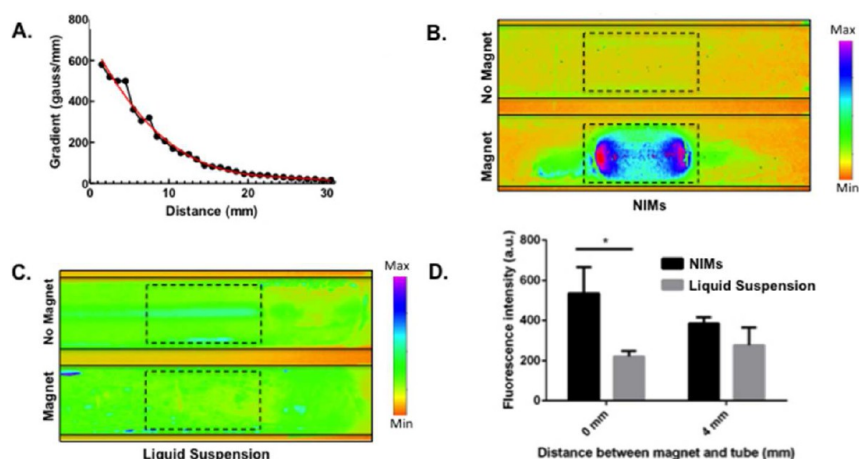 A.
800
600
400
200
0
Gradient (gauss/mm)
0 10 20 30
Distance (mm)
B.
No Magnet
Magnet
NIMs
Max
Min
C.
No Magnet
Magnet
Liquid Suspension
Max
Min
D.
Fluorescence intensity (a.u.)
800
600
400
200
0
*
NIMs
Liquid Suspension
0 mm
4 mm
Distance between magnet and tube (mm)